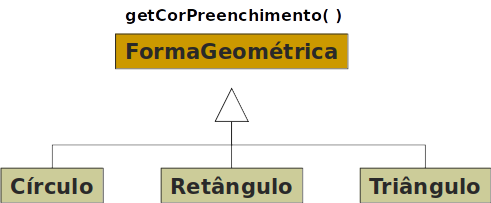 getCorPreenchimento( )
FormaGeométrica
Círculo Retângulo Triângulo